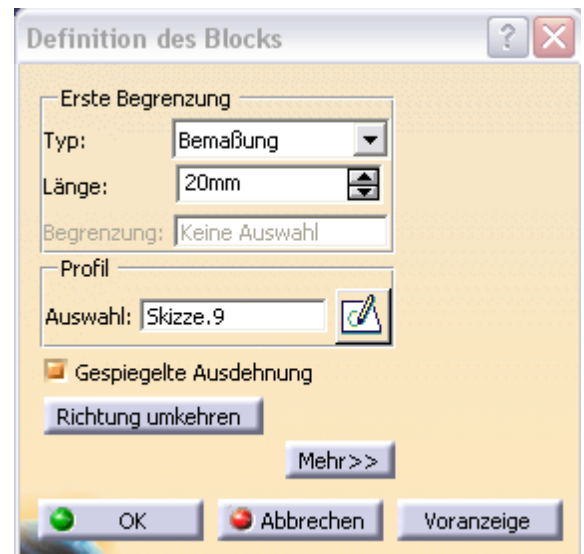 Definition des Blocks
Erste Begrenzung
Typ: Bemaßung
Länge: 20mm
Begrenzung: Keine Auswahl
Profil
Auswahl: Skizze.9
Gespiegelte Ausdehnung
Richtung umkehren
Mehr>>
OK Abbrechen Voranzeige